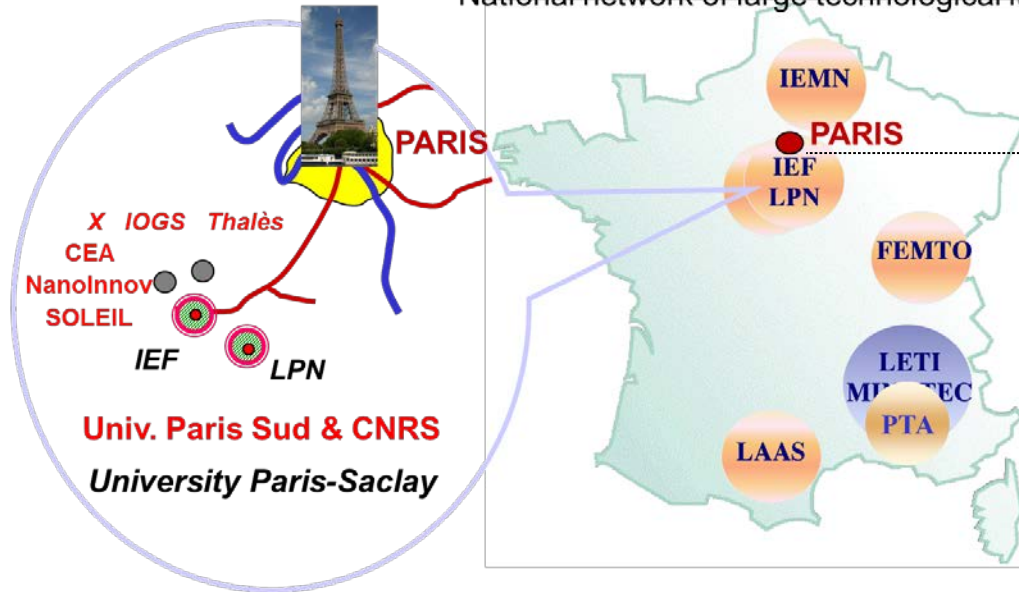 National network of large technological
PARIS
X IOGS Thalès
CEA
NanoInnov
SOLEIL
IEF
LPN
Univ. Paris Sud & CNRS
University Paris-Saclay
IEMN
PARIS
IEF
LPN
FEMTO
LETI
PTA
LAAS